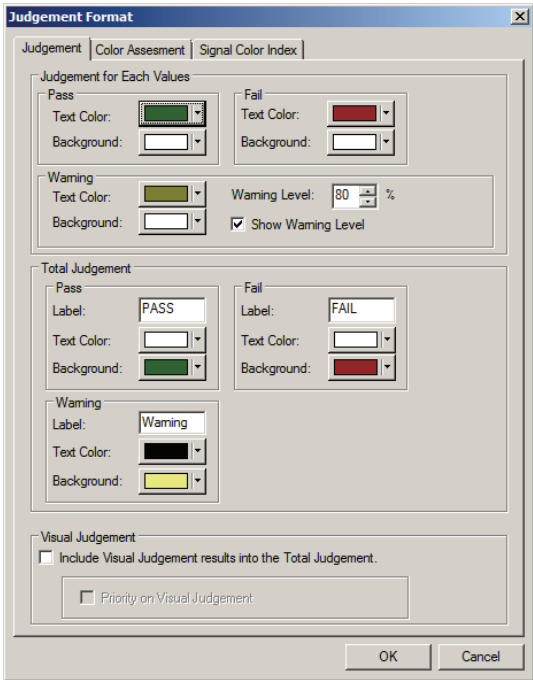 Judgement Format
Judgement Color Assesment Signal Color Index
Judgement for Each Values
Pass Fail
Text Color: Text Color:
Background: Background:
Warning
Text Color: Warning Level: 80 %
Background: Show Warning Level
Total Judgement
Pass Fail
Label: PASS Label: FAIL
Text Color: Text Color:
Background: Background:
Warning
Label: Warning
Text Color:
Background:
Visual Judgement
Include Visual Judgement results into the Total Judgement.
Priority on Visual Judgement
OK Cancel